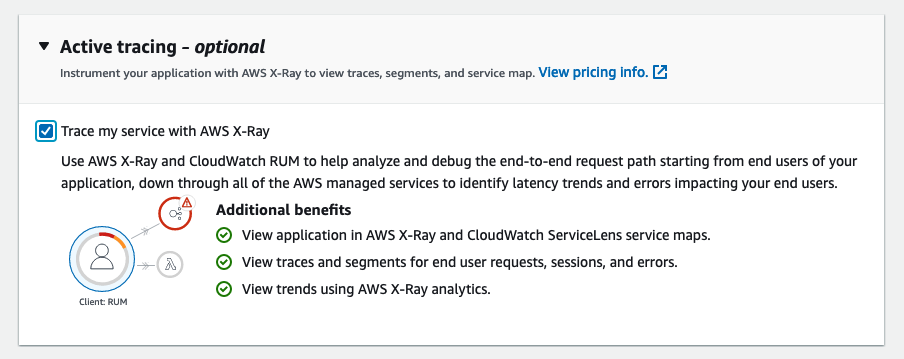 Active tracing - optional
Instrument your application with AWS X-Ray to view traces, segments, and service map. View pricing info.
Trace my service with AWS X-Ray
Use AWS X-Ray and CloudWatch RUM to help analyze and debug the end-to-end request path starting from end users of your
application, down through all of the AWS managed services to identify latency trends and errors impacting your end users.
Additional benefits
View application in AWS X-Ray and CloudWatch ServiceLens service maps.
View traces and segments for end user requests, sessions, and errors.
View trends using AWS X-Ray analytics.
Client: RUM